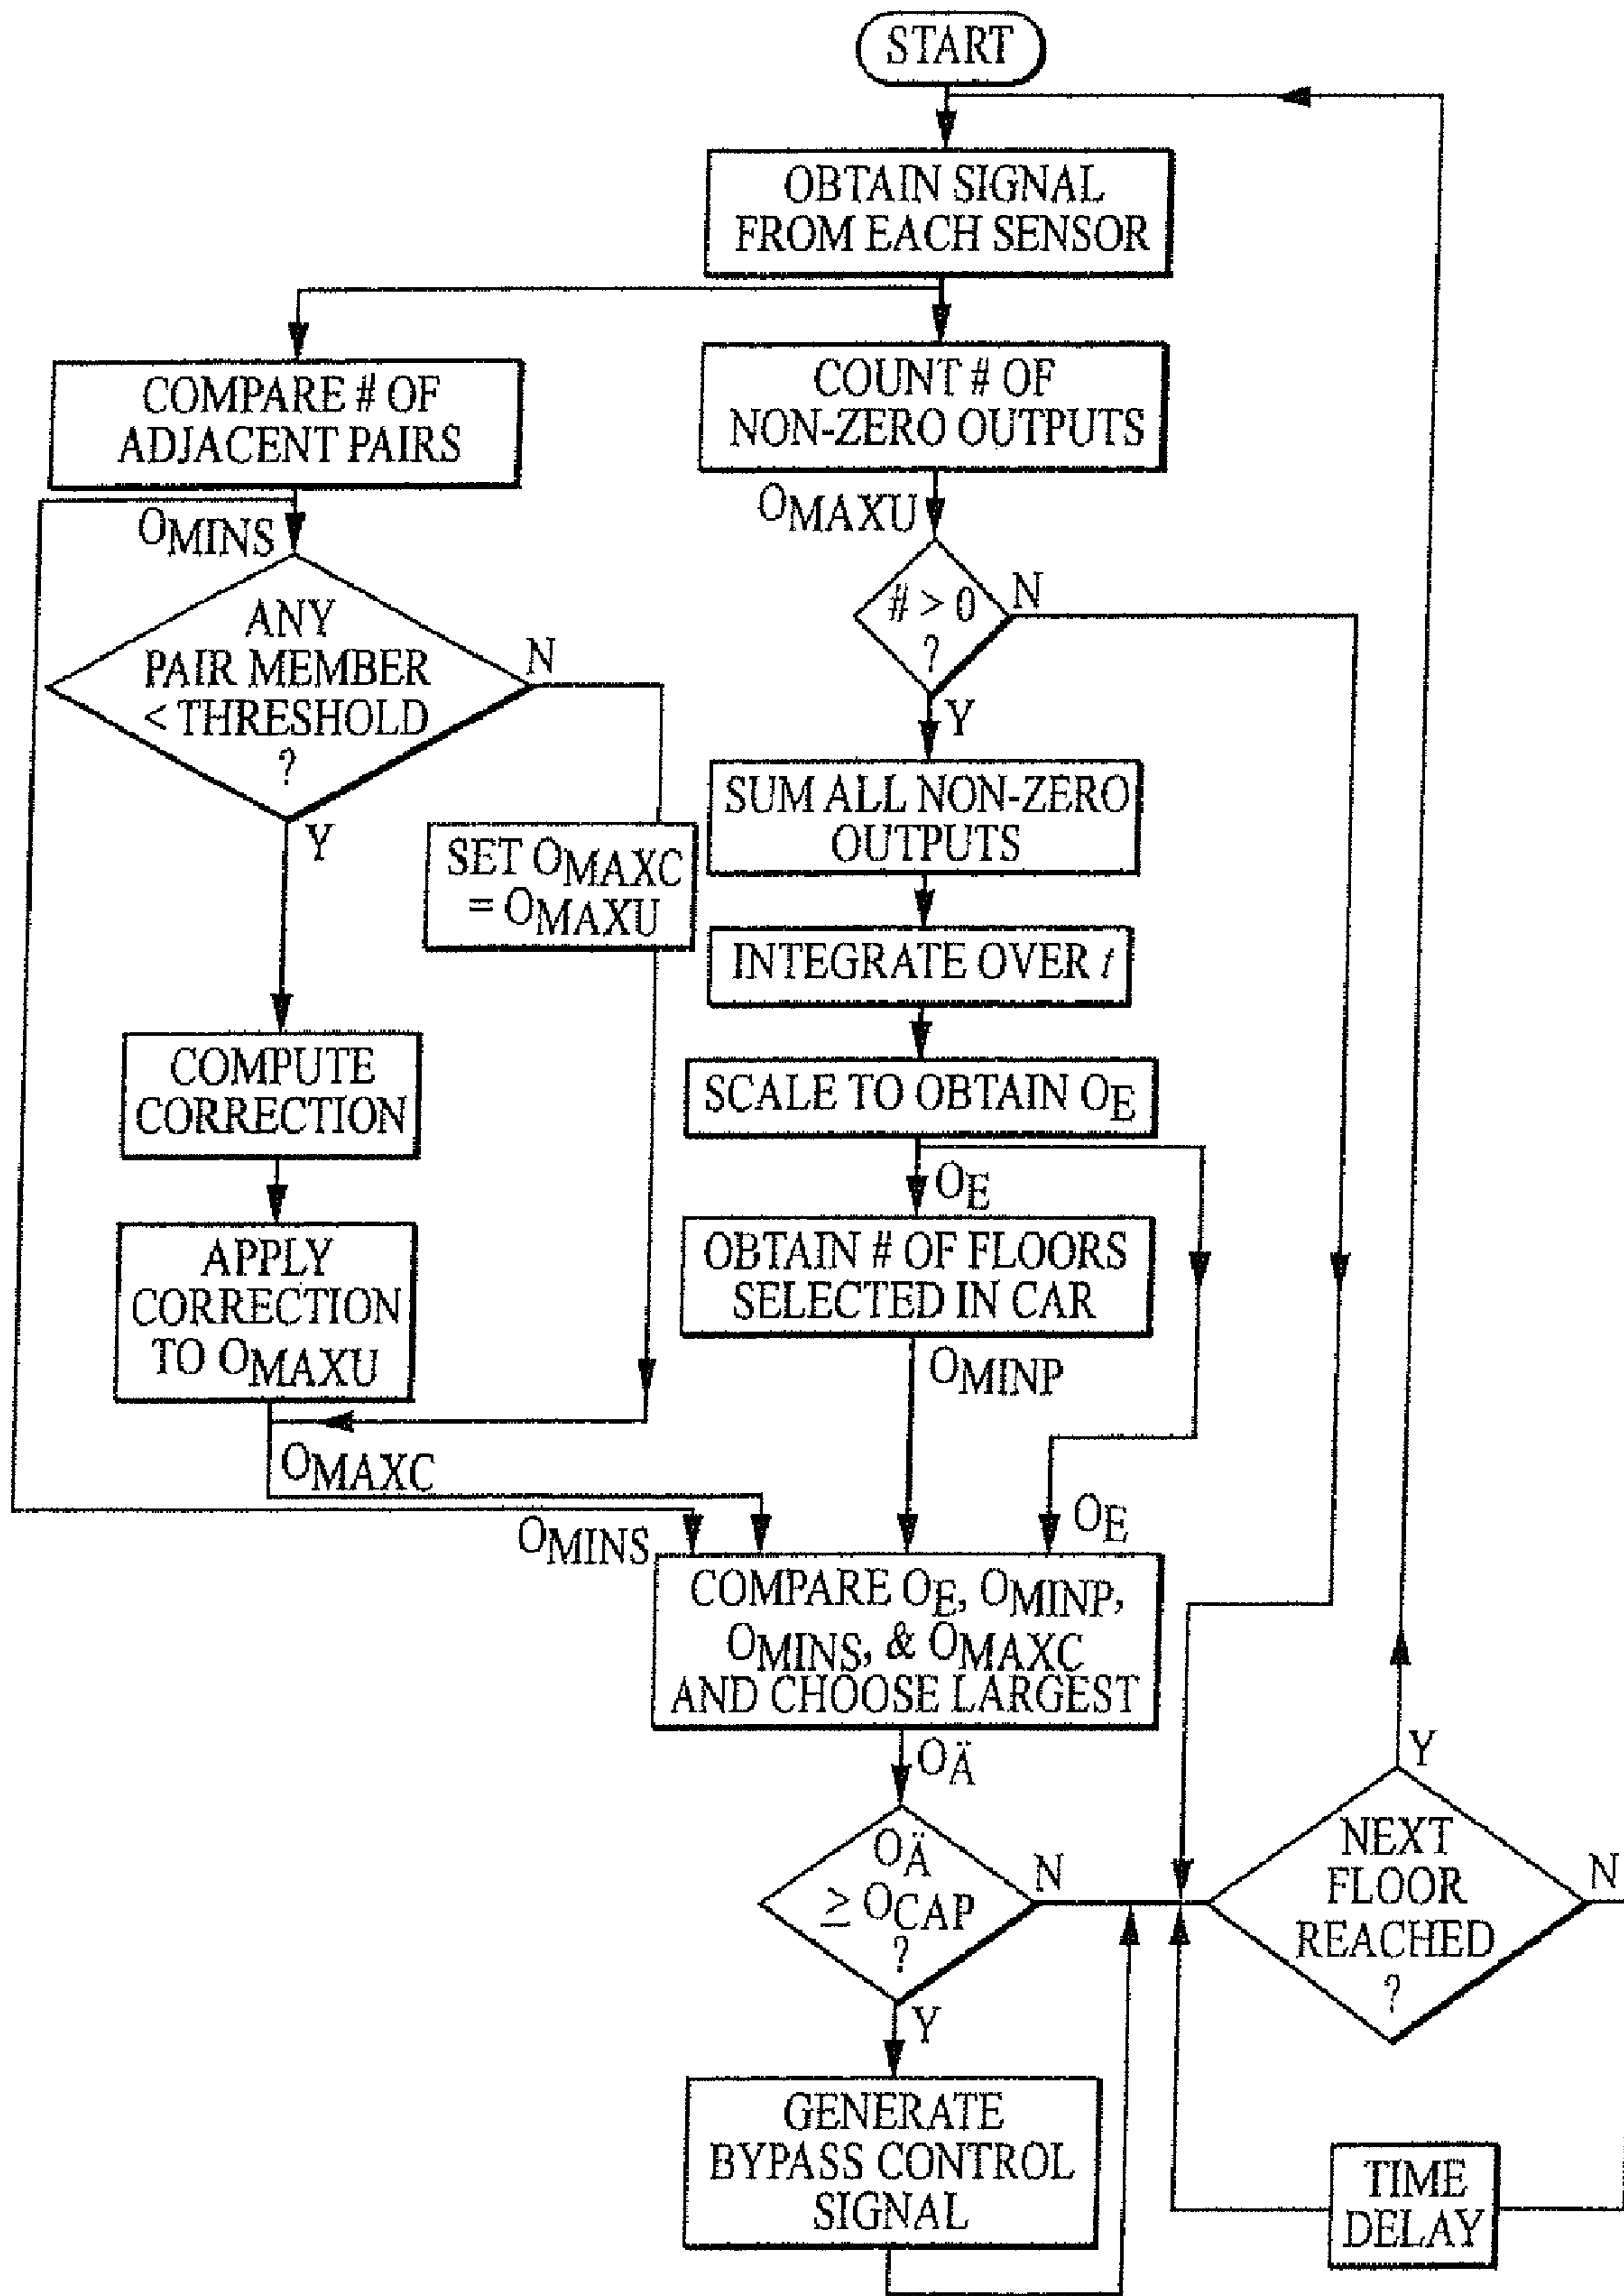 START
OBTAIN SIGNAL
FROM EACH SENSOR
COMPARE # OF
ADJACENT PAIRS
COUNT # OF
NON-ZERO OUTPUTS
OMINS
OMAXU
ANY
PAIR MEMBER
< THRESHOLD
?
N
Y
# > 0
?
N
Y
SET OMAXC
= OMAXU
SUM ALL NON-ZERO
OUTPUTS
INTEGRATE OVER t
COMPUTE
CORRECTION
SCALE TO OBTAIN OE
OE
APPLY
CORRECTION
TO OMAXU
OBTAIN # OF FLOORS
SELECTED IN CAR
OMINP
OMAXC
OMINS
OE
COMPARE OE, OMINP,
OMINS, & OMAXC
AND CHOOSE LARGEST
OÄ
OÄ
≥ OCAP
?
N
Y
NEXT
FLOOR
REACHED
?
Y
N
GENERATE
BYPASS CONTROL
SIGNAL
TIME
DELAY